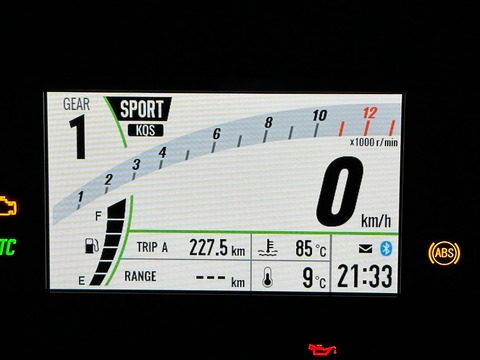 GEAR
1
SPORT
KQS
1 2 3 4 6 8 10 12
x1000 r/min
0 km/h
F
E
TC
TRIP A 227.5 km
85 °C
RANGE --- km
9 °C
21:33
ABS